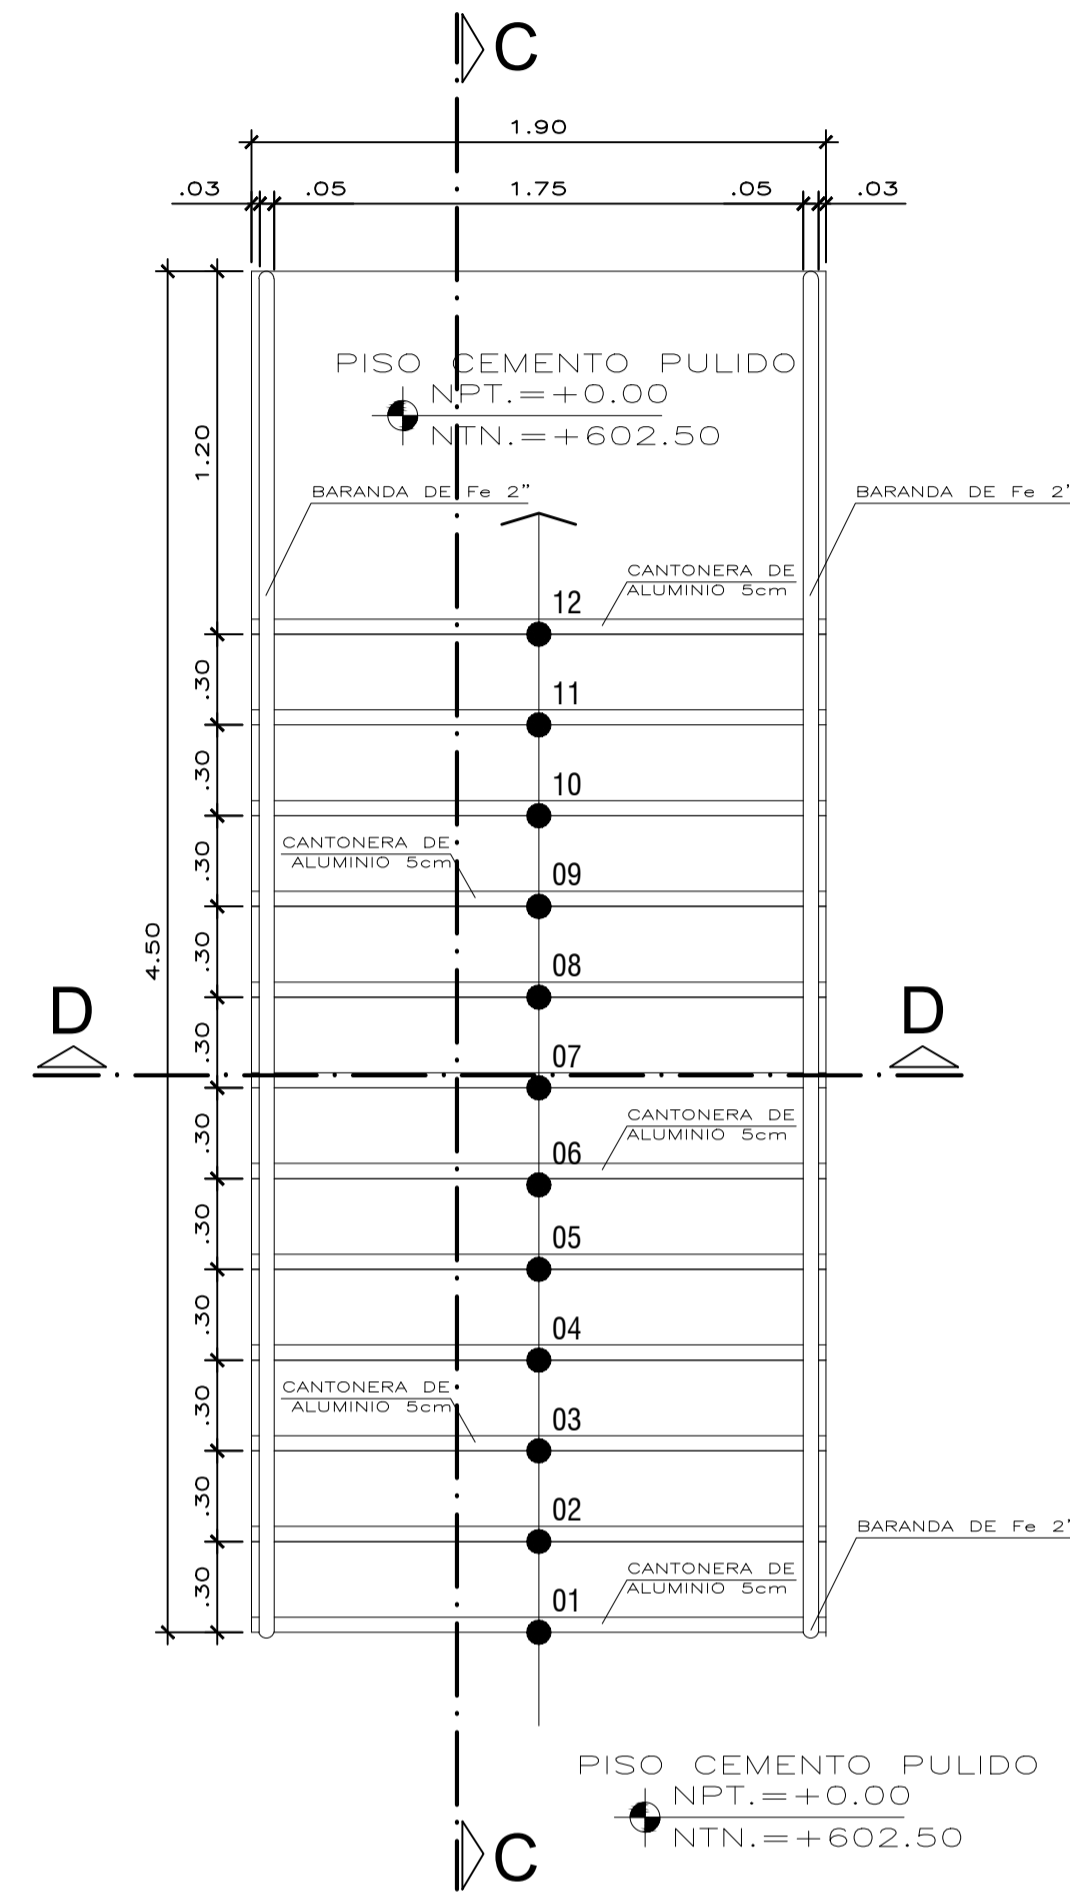 C
1.90
.03 .05 1.75 .05 .03
PISO CEMENTO PULIDO
NPT.=+0.00
NTN.=+602.50
1.20
BARANDA DE Fe 2”
BARANDA DE Fe 2"
CANTONERA DE
ALUMINIO 5cm
12
.30
11
.30
10
.30
CANTONERA DE
ALUMINIO 5cm
09
.30
08
4.50
D
D
.30
07
.30
CANTONERA DE
ALUMINIO 5cm
06
.30
05
.30
04
.30
CANTONERA DE
ALUMINIO 5cm
03
.30
02
.30
BARANDA DE Fe 2"
CANTONERA DE
ALUMINIO 5cm
01
PISO CEMENTO PULIDO
NPT.=+0.00
NTN.=+602.50
C